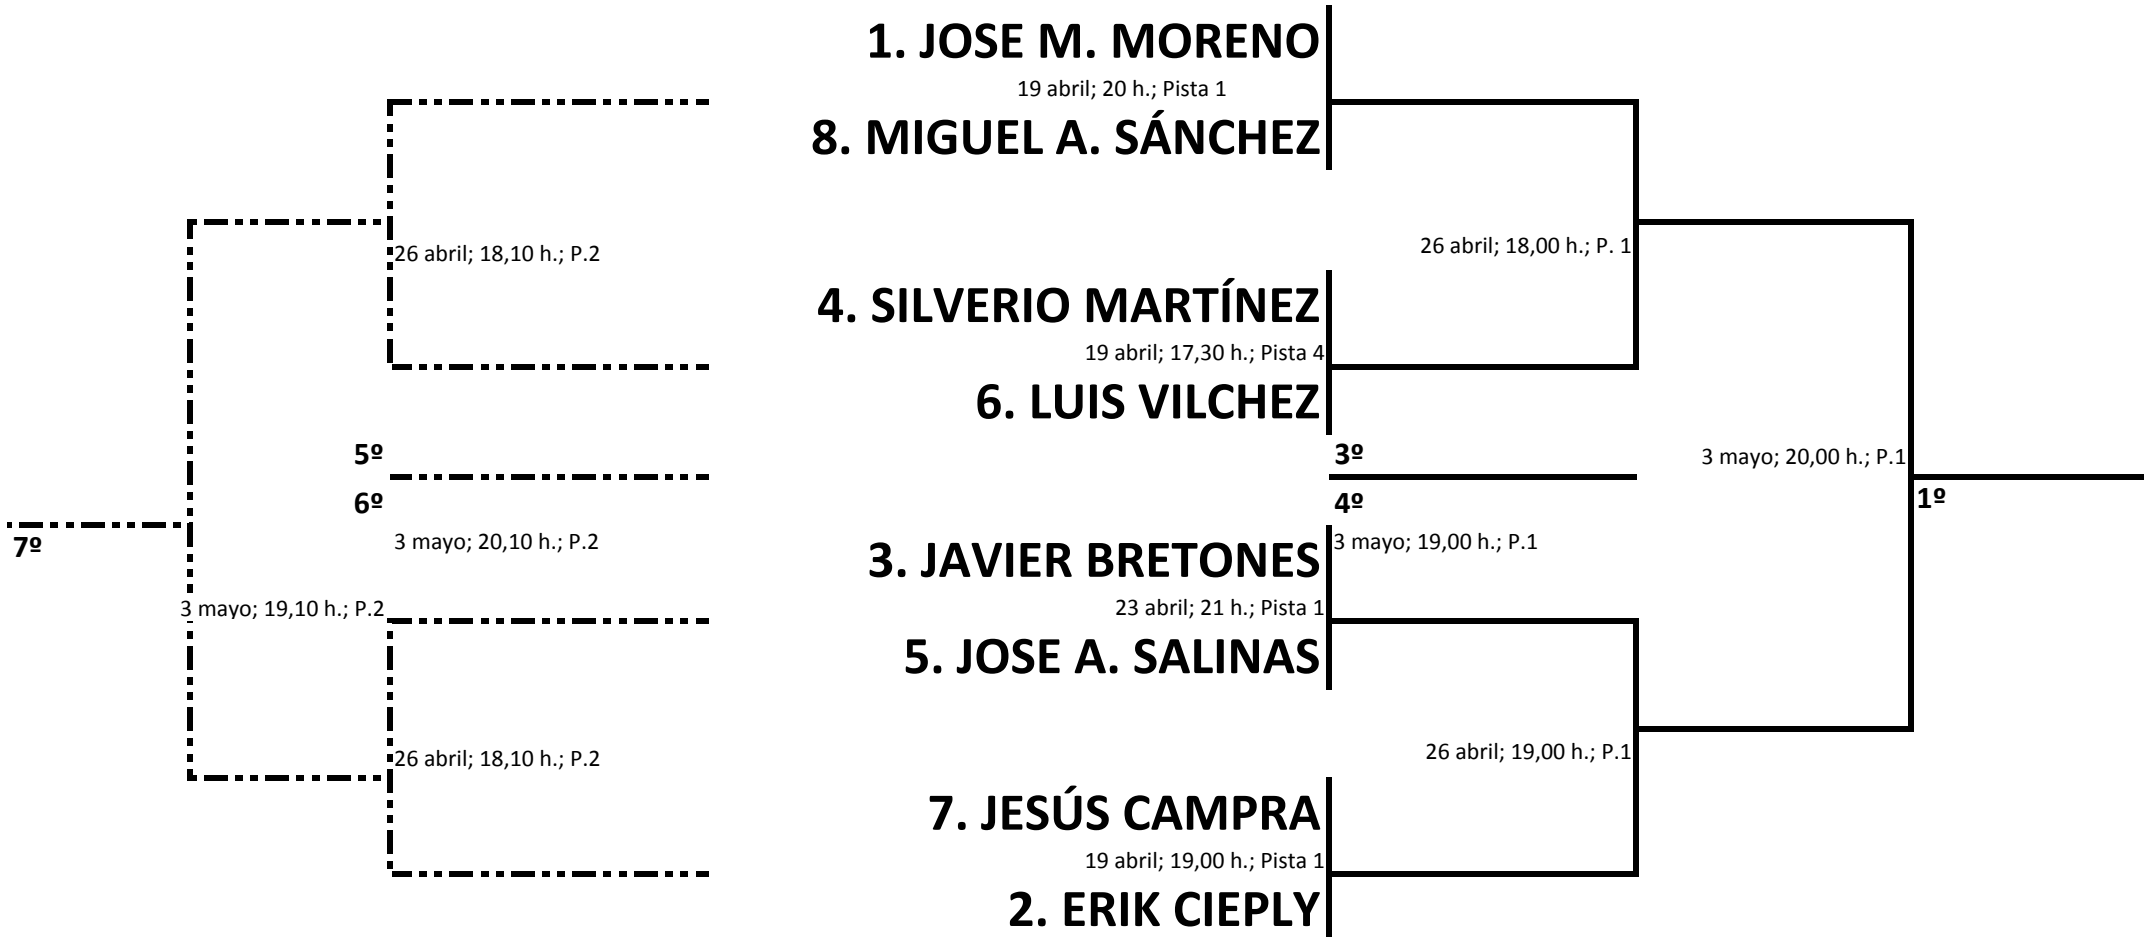 1. JOSE M. MORENO
19 abril; 20 h.; Pista 1
8. MIGUEL A. SÁNCHEZ
26 abril; 18,10 h.; P.2
26 abril; 18,00 h.; P. 1
4. SILVERIO MARTÍNEZ
19 abril; 17,30 h.; Pista 4
6. LUIS VILCHEZ
5º
3º
3 mayo; 20,00 h.; P.1
6º
4º
1º
7º
3 mayo; 20,10 h.; P.2
3 mayo; 19,00 h.; P.1
3. JAVIER BRETONES
3 mayo; 19,10 h.; P.2
23 abril; 21 h.; Pista 1
5. JOSE A. SALINAS
26 abril; 18,10 h.; P.2
26 abril; 19,00 h.; P.1
7. JESÚS CAMPRA
19 abril; 19,00 h.; Pista 1
2. ERIK CIEPLY